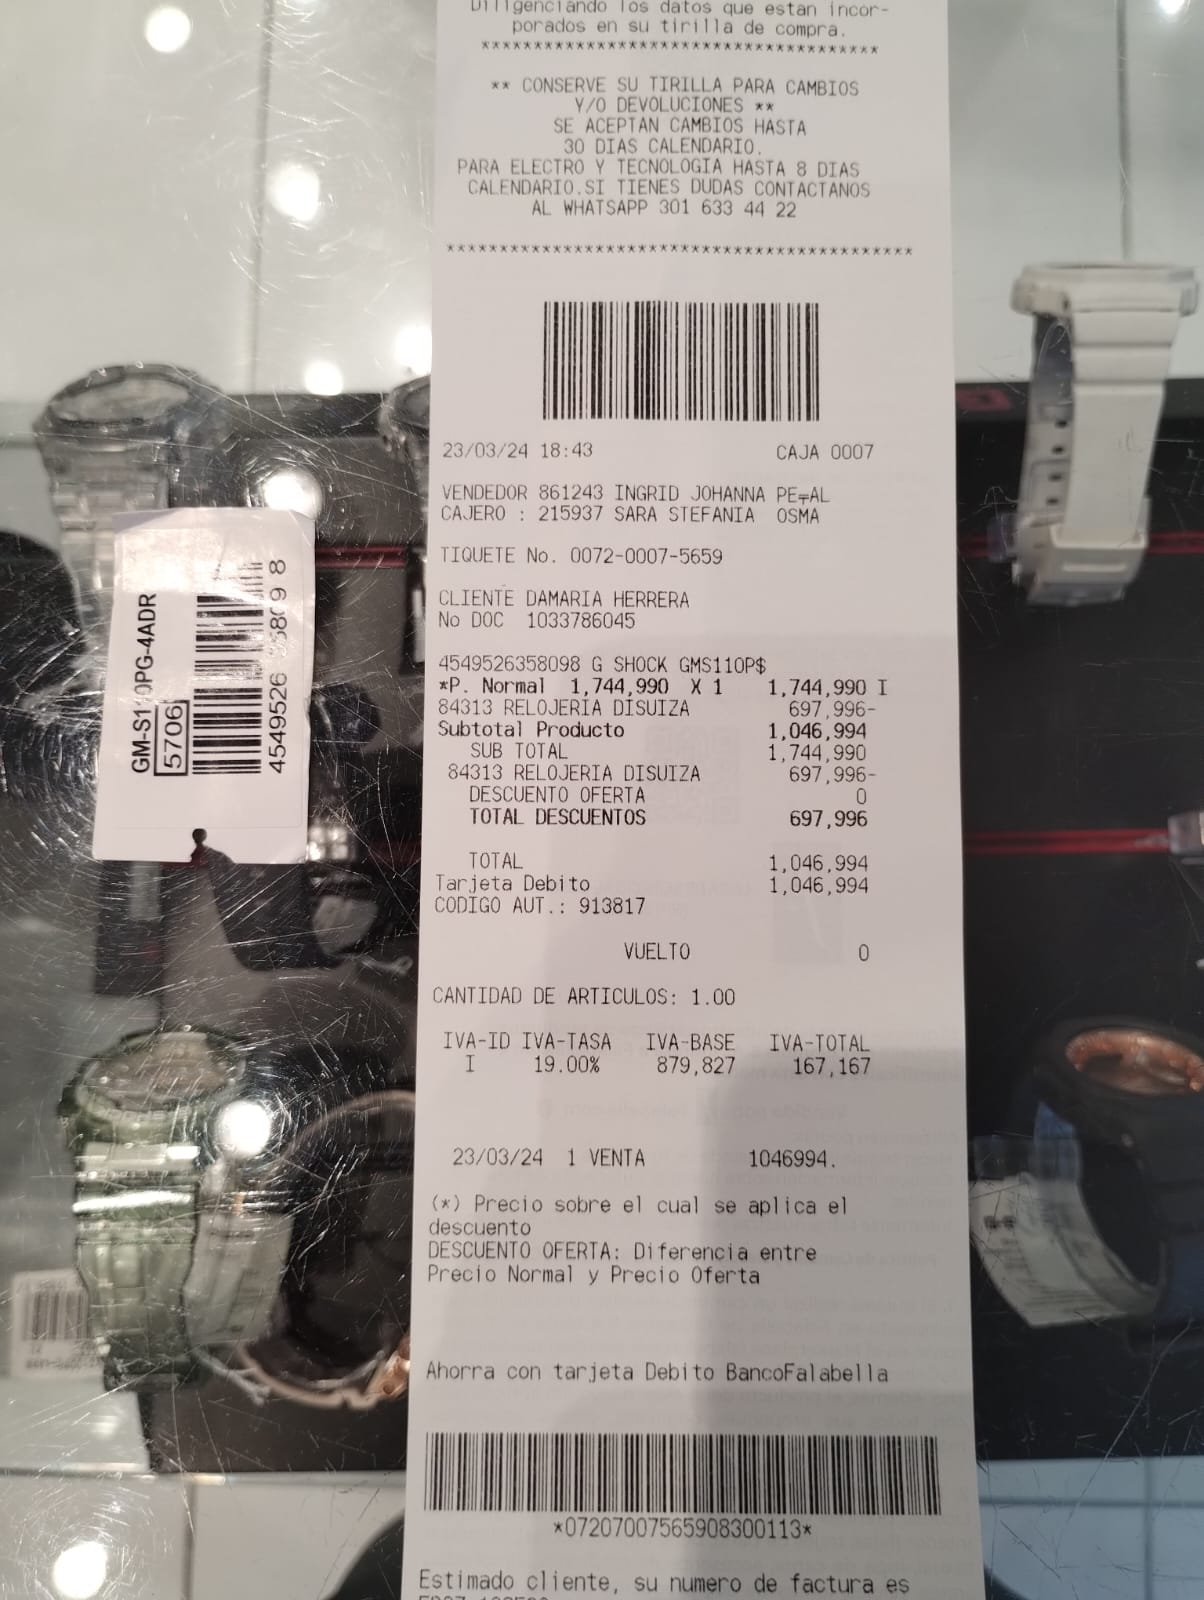 Diligenciando los datos que estan incor-
porados en su tirilla de compra.
****************************************
** CONSERVE SU TIRILLA PARA CAMBIOS
Y/O DEVOLUCIONES **
SE ACEPTAN CAMBIOS HASTA
30 DIAS CALENDARIO.
PARA ELECTRO Y TECNOLOGIA HASTA 8 DIAS
CALENDARIO.SI TIENES DUDAS CONTACTANOS
AL WHATSAPP 301 633 44 22
****************************************
23/03/24 18:43 CAJA 0007
VENDEDOR 861243 INGRID JOHANNA PE╤AL
CAJERO : 215937 SARA STEFANIA OSMA
TIQUETE No. 0072-0007-5659
CLIENTE DAMARIA HERRERA
No DOC 1033786045
4549526358098 G SHOCK GMS110P$
*P. Normal 1,744,990 X 1 1,744,990 I
84313 RELOJERIA DISUIZA 697,996-
Subtotal Producto 1,046,994
SUB TOTAL 1,744,990
84313 RELOJERIA DISUIZA 697,996-
DESCUENTO OFERTA 0
TOTAL DESCUENTOS 697,996
TOTAL 1,046,994
Tarjeta Debito 1,046,994
CODIGO AUT.: 913817
VUELTO 0
CANTIDAD DE ARTICULOS: 1.00
IVA-ID IVA-TASA IVA-BASE IVA-TOTAL
I 19.00% 879,827 167,167
23/03/24 1 VENTA 1046994.
(*) Precio sobre el cual se aplica el
descuento
DESCUENTO OFERTA: Diferencia entre
Precio Normal y Precio Oferta
Ahorra con tarjeta Debito BancoFalabella
*07207007565908300113*
Estimado cliente, su numero de factura es
GM-S110PG-4ADR
5706
4549526 35809 8